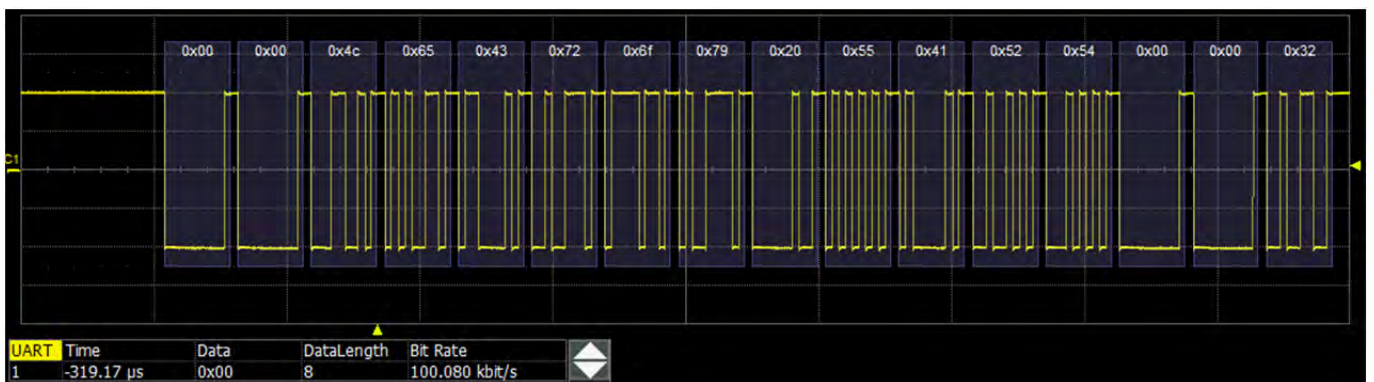 0x00 0x00 0x4c 0x65 0x43 0x72 0x6f 0x79 0x20 0x55 0x41 0x52 0x54 0x00 0x00 0x32
C1
UART Time Data DataLength Bit Rate
1 -319.17 µs 0x00 8 100.080 kbit/s